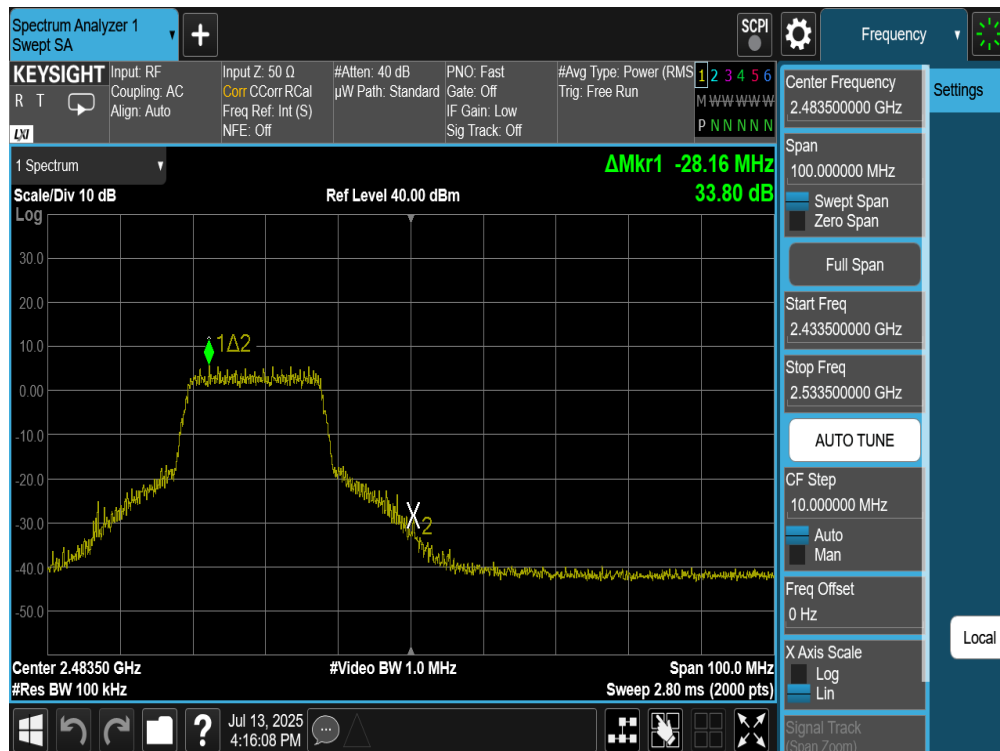 Spectrum Analyzer 1
Swept SA
+
SCPI
Frequency
KEYSIGHT
R T
LXI
Input: RF
Coupling: AC
Align: Auto
Input Z: 50 Ω
Corr CCorr RCal
Freq Ref: Int (S)
NFE: Off
#Atten: 40 dB
µW Path: Standard
PNO: Fast
Gate: Off
IF Gain: Low
Sig Track: Off
#Avg Type: Power (RMS
Trig: Free Run
1 2 3 4 5 6
M W W W W W
P N N N N N
1 Spectrum
ΔMkr1 -28.16 MHz
33.80 dB
Scale/Div 10 dB
Ref Level 40.00 dBm
Log
30.0
20.0
10.0
0.00
-10.0
-20.0
-30.0
-40.0
-50.0
1Δ2
X2
Center 2.48350 GHz
#Video BW 1.0 MHz
Span 100.0 MHz
#Res BW 100 kHz
Sweep 2.80 ms (2000 pts)
?
Jul 13, 2025
4:16:08 PM
Center Frequency
2.483500000 GHz
Span
100.000000 MHz
Swept Span
Zero Span
Full Span
Start Freq
2.433500000 GHz
Stop Freq
2.533500000 GHz
AUTO TUNE
CF Step
10.000000 MHz
Auto
Man
Freq Offset
0 Hz
X Axis Scale
Log
Lin
Signal Track
(Span Zoom)
Settings
Local